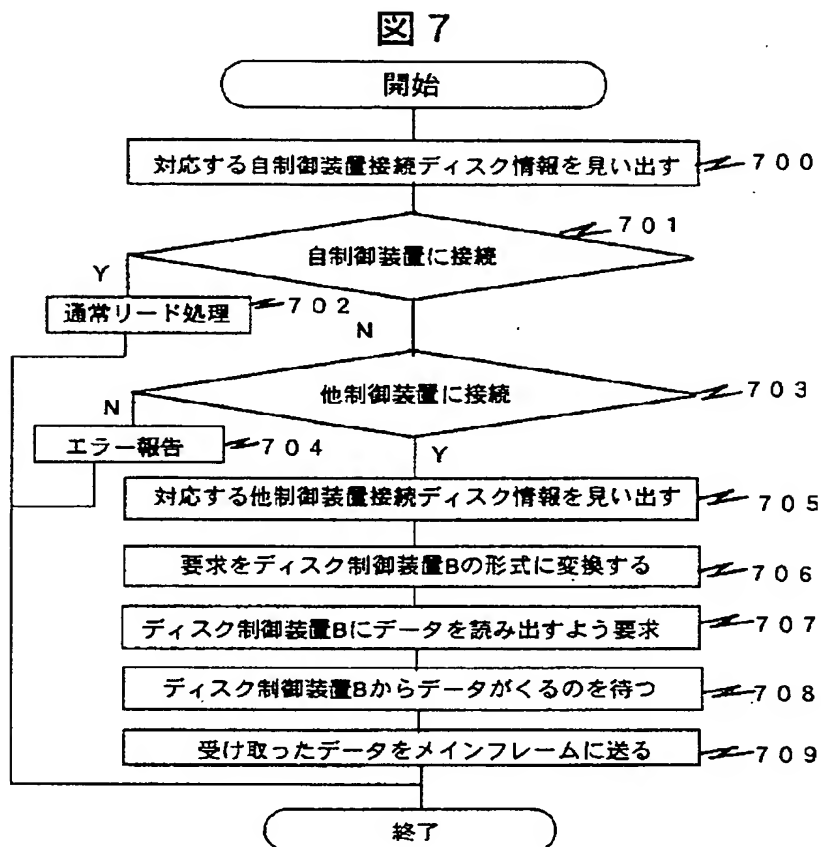 図７
開始
対応する自制御装置接続ディスク情報を見い出す
７００
７０１
自制御装置に接続
Y
通常リード処理
７０２
N
他制御装置に接続
７０３
N
エラー報告
７０４
Y
対応する他制御装置接続ディスク情報を見い出す
７０５
要求をディスク制御装置Bの形式に変換する
７０６
ディスク制御装置Bにデータを読み出すよう要求
７０７
ディスク制御装置Bからデータがくるのを待つ
７０８
受け取ったデータをメインフレームに送る
７０９
終了